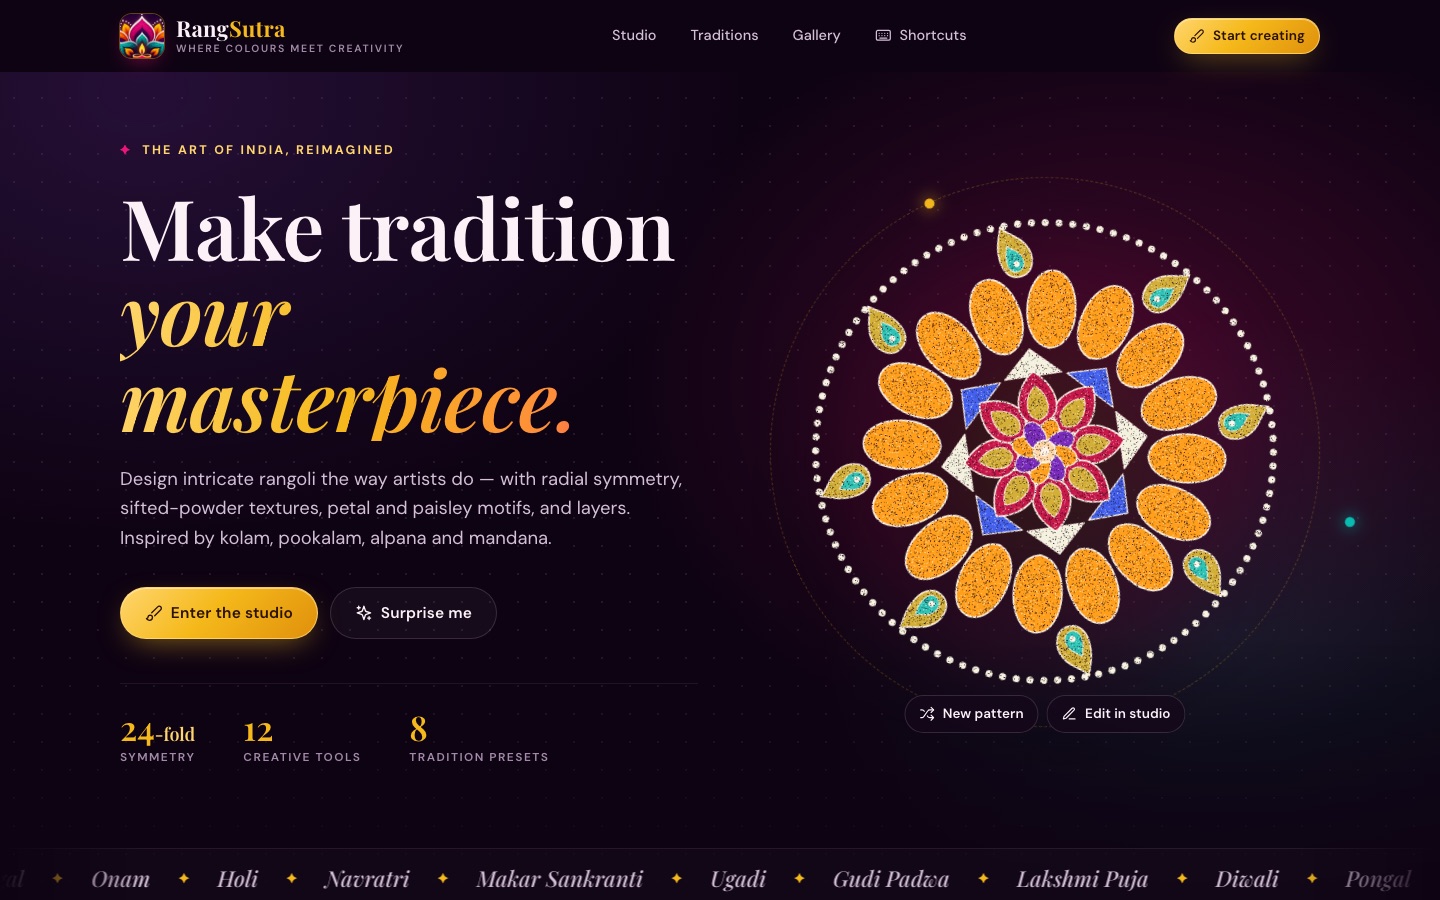 RangSutra
WHERE COLOURS MEET CREATIVITY
Studio
Traditions
Gallery
Shortcuts
Start creating
THE ART OF INDIA, REIMAGINED
Make tradition
your
masterpiece.
Design intricate rangoli the way artists do — with radial symmetry,
sifted-powder textures, petal and paisley motifs, and layers.
Inspired by kolam, pookalam, alpana and mandana.
Enter the studio
Surprise me
24-fold
SYMMETRY
12
CREATIVE TOOLS
8
TRADITION PRESETS
New pattern
Edit in studio
Onam ✦ Holi ✦ Navratri ✦ Makar Sankranti ✦ Ugadi ✦ Gudi Padwa ✦ Lakshmi Puja ✦ Diwali ✦ Pongal